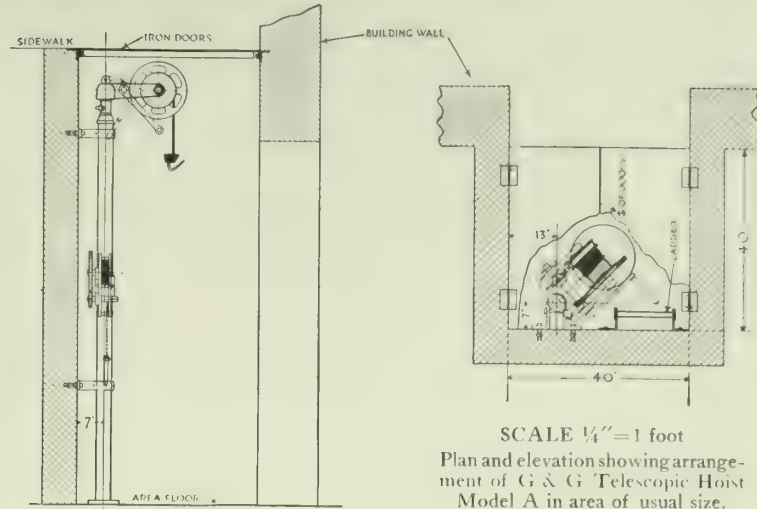 SIDEWALK
IRON DOORS
BUILDING WALL
13"
7"
LADDER
40"
40"
7"
AREA FLOOR
SCALE ¼"=1 foot
Plan and elevation showing arrange-
ment of G & G Telescopic Hoist
Model A in area of usual size.